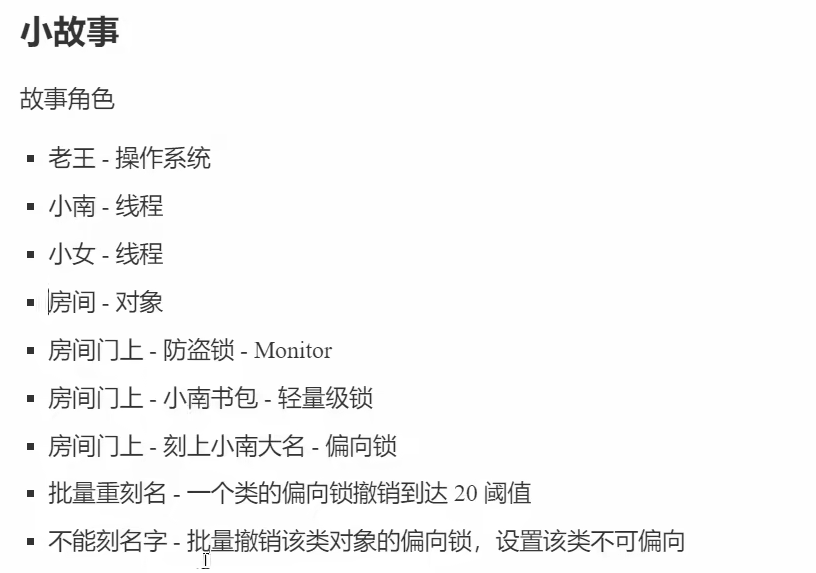 小故事
故事角色
老王 - 操作系统
小南 - 线程
小女 - 线程
房间 - 对象
房间门上 - 防盗锁 - Monitor
房间门上 - 小南书包 - 轻量级锁
房间门上 - 刻上小南大名 - 偏向锁
批量重刻名 - 一个类的偏向锁撤销到达 20 阈值
不能刻名字 - 批量撤销该类对象的偏向锁，设置该类不可偏向